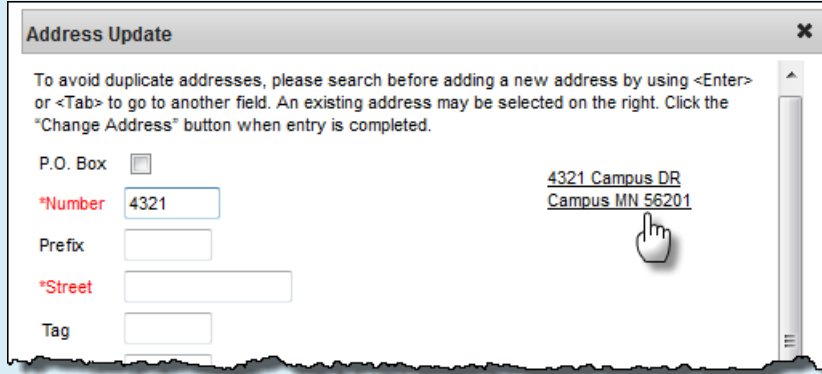 Address Update
To avoid duplicate addresses, please search before adding a new address by using <Enter>
or <Tab> to go to another field. An existing address may be selected on the right. Click the
“Change Address” button when entry is completed.
P.O. Box
4321 Campus DR
Campus MN 56201
*Number 4321
Prefix
*Street
Tag